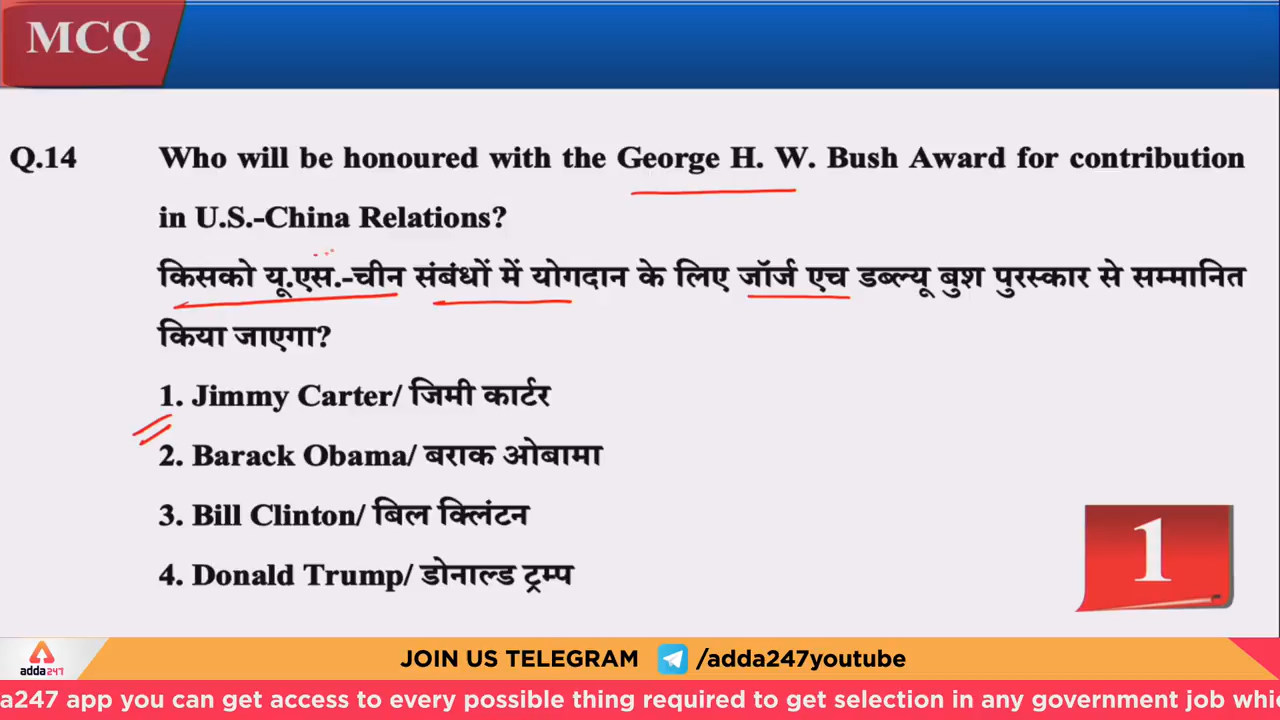 MCQ
Q.14 Who will be honoured with the George H. W. Bush Award for contribution
in U.S.-China Relations?
किसको यू.एस.-चीन संबंधों में योगदान के लिए जॉर्ज एच डब्ल्यू बुश पुरस्कार से सम्मानित
किया जाएगा?
1. Jimmy Carter/ जिमी कार्टर
2. Barack Obama/ बराक ओबामा
3. Bill Clinton/ बिल क्लिंटन
4. Donald Trump/ डोनाल्ड ट्रम्प
1
adda247
JOIN US TELEGRAM /adda247youtube
a247 app you can get access to every possible thing required to get selection in any government job whic